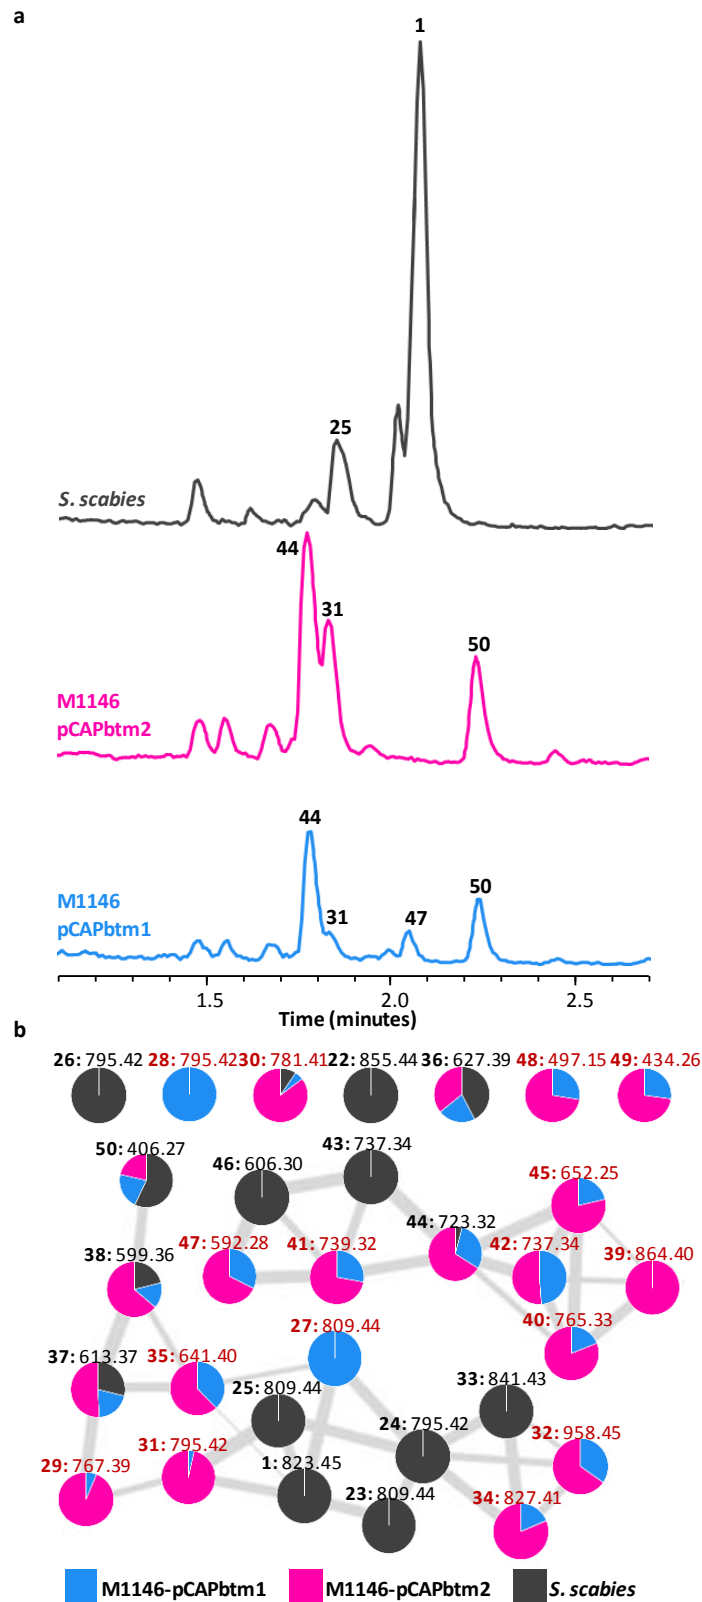 a
1
25
S. scabies
44
31
50
M1146
pCAPbtm2
44
31
47
50
M1146
pCAPbtm1
1.5 2.0 2.5
Time (minutes)
b
26: 795.42 28: 795.42 30: 781.41 22: 855.44 36: 627.39 48: 497.15 49: 434.26
50: 406.27 46: 606.30 43: 737.34 45: 652.25
44: 723.32
38: 599.36 47: 592.28 41: 739.32 42: 737.34 39: 864.40
27: 809.44 40: 765.33
37: 613.37 35: 641.40 25: 809.44 33: 841.43
24: 795.42
29: 767.39 31: 795.42 1: 823.45 32: 958.45
23: 809.44 34: 827.41
M1146-pCAPbtm1 M1146-pCAPbtm2 S. scabies